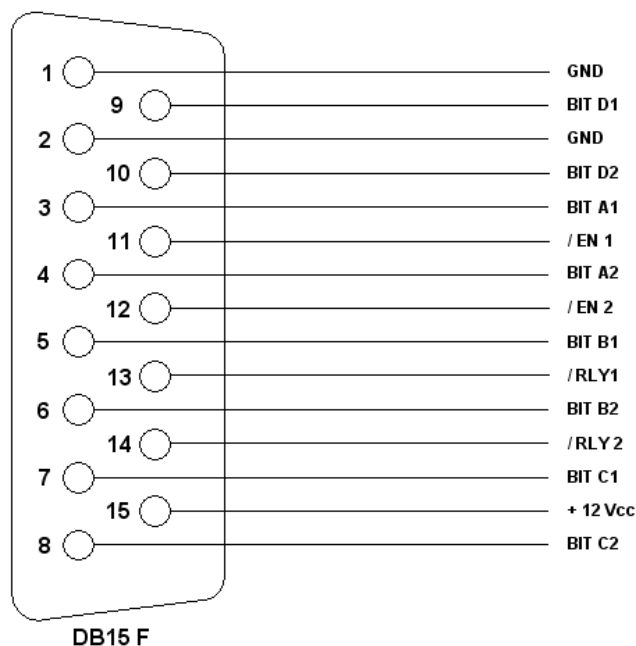 1 GND
9 BIT D1
2 GND
10 BIT D2
3 BIT A1
11 / EN 1
4 BIT A2
12 / EN 2
5 BIT B1
13 / RLY1
6 BIT B2
14 / RLY 2
7 BIT C1
15 + 12 Vcc
8 BIT C2
DB15 F